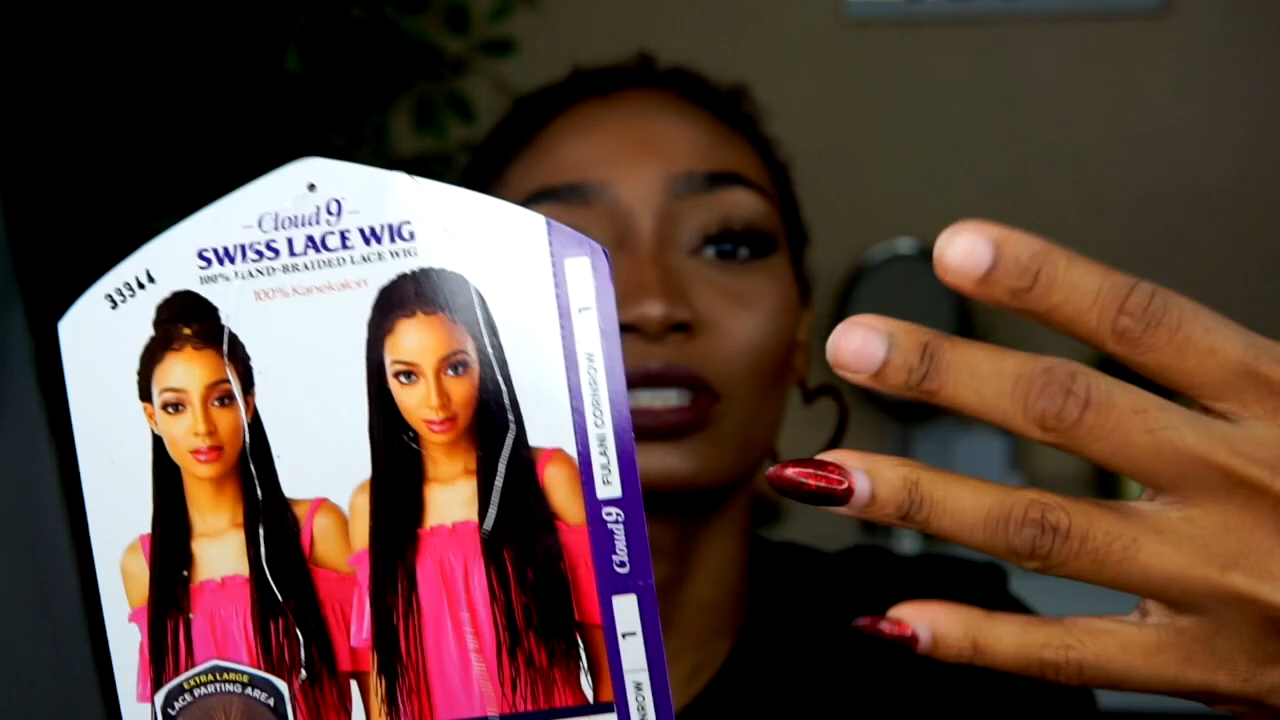 Cloud 9
SWISS LACE WIG
100% HAND-BRAIDED LACE WIG
100% Kanekalon
33944
EXTRA LARGE
LACE PARTING AREA
1
FULANI CORNROW
Cloud9
1